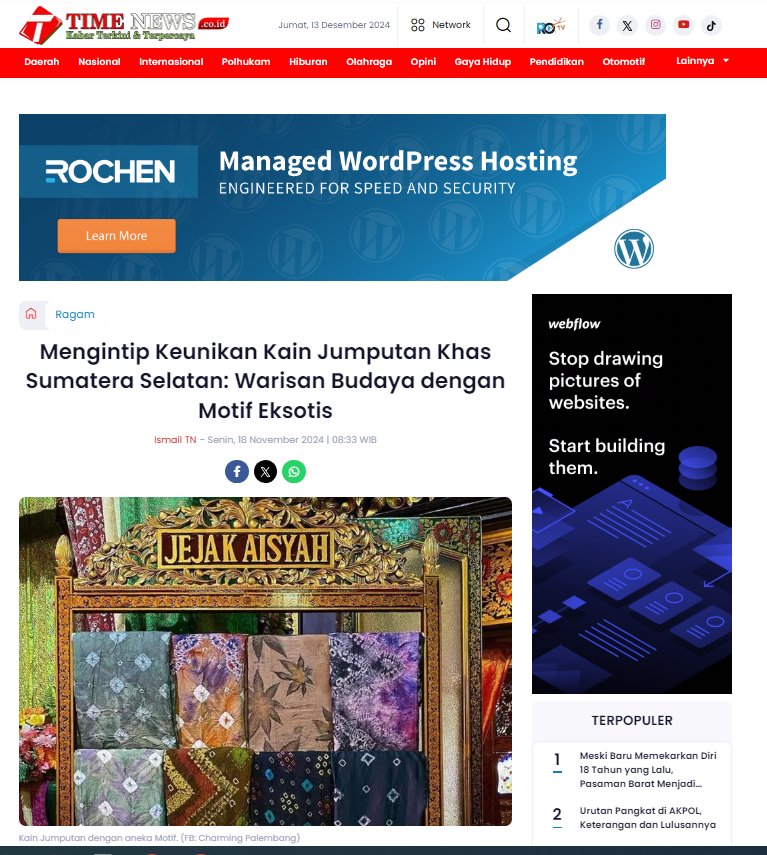 TIME NEWS .co.id
Kabar Terkini & Terpercaya
Jumat, 13 Desember 2024
Network
RO TV
Daerah
Nasional
Internasional
Polhukam
Hiburan
Olahraga
Opini
Gaya Hidup
Pendidikan
Otomotif
Lainnya
ROCHEN
Managed WordPress Hosting
ENGINEERED FOR SPEED AND SECURITY
Learn More
Ragam
Mengintip Keunikan Kain Jumputan Khas
Sumatera Selatan: Warisan Budaya dengan
Motif Eksotis
Ismail TN - Senin, 18 November 2024 | 08:33 WIB
JEJAK AISYAH
Kain Jumputan dengan aneka Motif. (FB: Charming Palembang)
webflow
Stop drawing
pictures of
websites.
Start building
them.
TERPOPULER
1
Meski Baru Memekarkan Diri
18 Tahun yang Lalu,
Pasaman Barat Menjadi...
2
Urutan Pangkat di AKPOL,
Keterangan dan Lulusannya